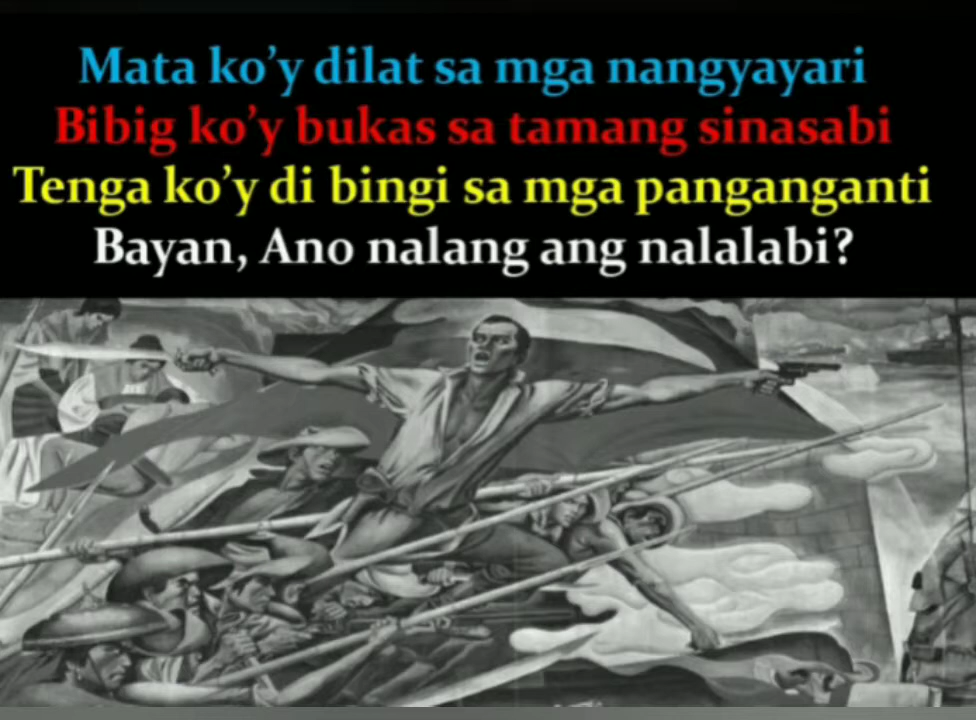 Mata ko’y dilat sa mga nangyayari
Bibig ko’y bukas sa tamang sinasabi
Tenga ko’y di bingi sa mga panganganti
Bayan, Ano nalang ang nalalabi?